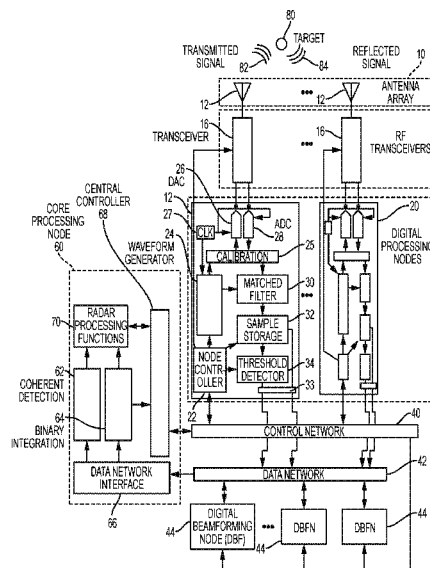 80
TARGET
TRANSMITTED
SIGNAL
82
84
REFLECTED
SIGNAL
10
ANTENNA
ARRAY
12
...
12
16
TRANSCEIVER
16
...
RF
TRANSCEIVERS
CENTRAL
CONTROLLER
68
CORE
PROCESSING
NODE
60
WAVEFORM
GENERATOR
26
DAC
12
27
CLK
24
ADC
28
20
DIGITAL
PROCESSING
NODES
CALIBRATION
25
MATCHED
FILTER
30
...
SAMPLE
STORAGE
32
THRESHOLD
DETECTOR
34
33
NODE
CONTR-
OLLER
22
70
RADAR
PROCESSING
FUNCTIONS
62
COHERENT
DETECTION
64
BINARY
INTEGRATION
DATA NETWORK
INTERFACE
66
40
CONTROL NETWORK
DATA NETWORK
42
44
DIGITAL
BEAMFORMING
NODE (DBF)
...
44
DBFN
DBFN
44